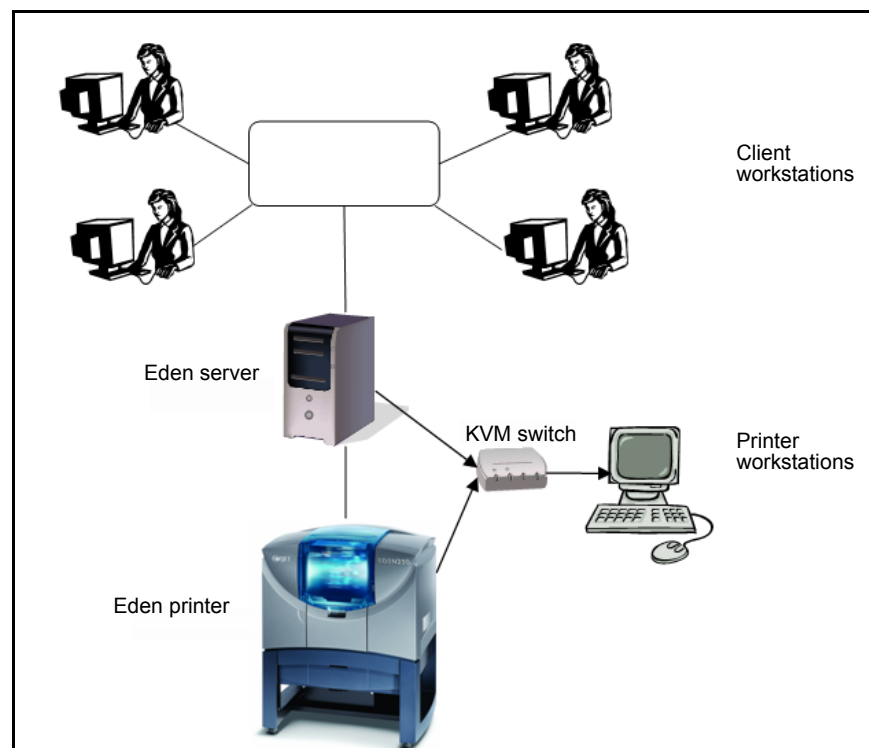 Client
workstations
Eden server
KVM switch
Printer
workstations
Eden printer